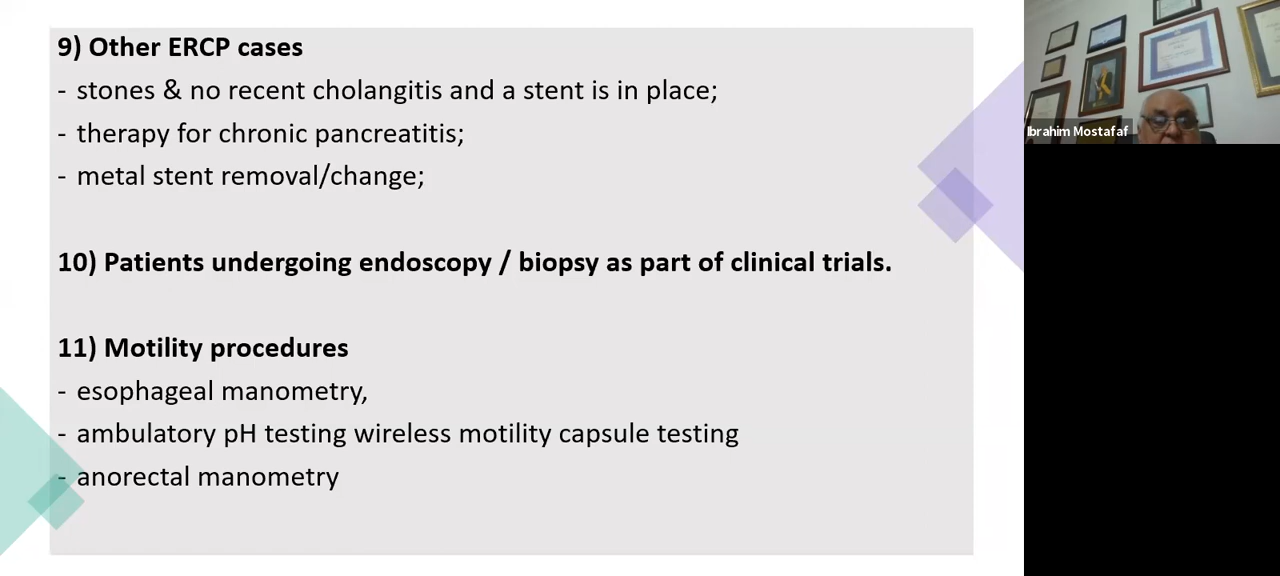 9) Other ERCP cases
- stones & no recent cholangitis and a stent is in place;
- therapy for chronic pancreatitis;
- metal stent removal/change;
10) Patients undergoing endoscopy / biopsy as part of clinical trials.
11) Motility procedures
- esophageal manometry,
- ambulatory pH testing wireless motility capsule testing
- anorectal manometry
Ibrahim Mostafaf